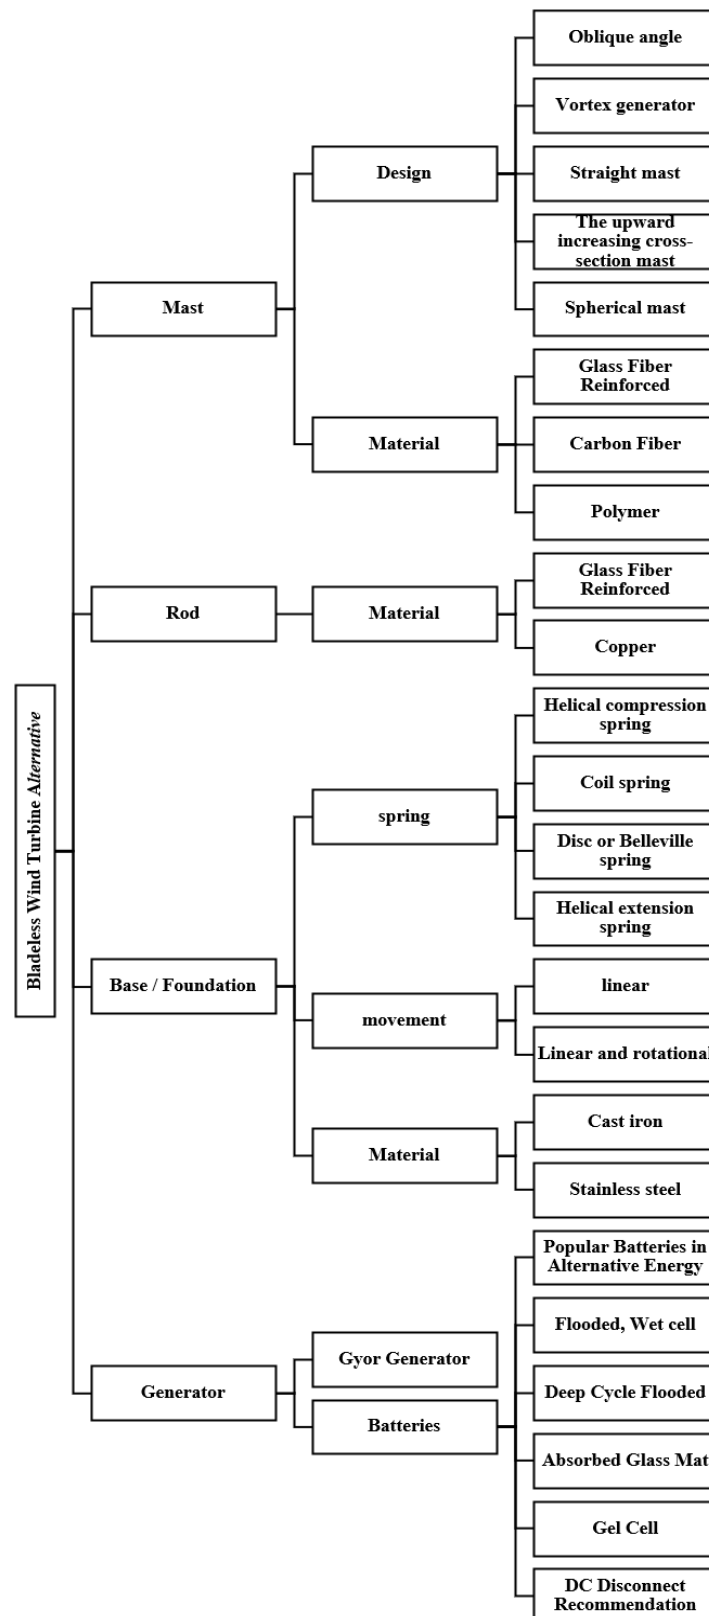 Oblique angle
Vortex generator
Design
Straight mast
The upward
increasing cross-
section mast
Mast
Spherical mast
Glass Fiber
Reinforced
Material
Carbon Fiber
Polymer
Glass Fiber
Reinforced
Rod
Material
Copper
Helical compression
spring
Bladeless Wind Turbine Alternative
Coil spring
spring
Disc or Belleville
spring
Helical extension
spring
Base / Foundation
linear
movement
Linear and rotational
Cast iron
Material
Stainless steel
Popular Batteries in
Alternative Energy
Flooded, Wet cell
Gyor Generator
Generator
Deep Cycle Flooded
Batteries
Absorbed Glass Mat
Gel Cell
DC Disconnect
Recommendation